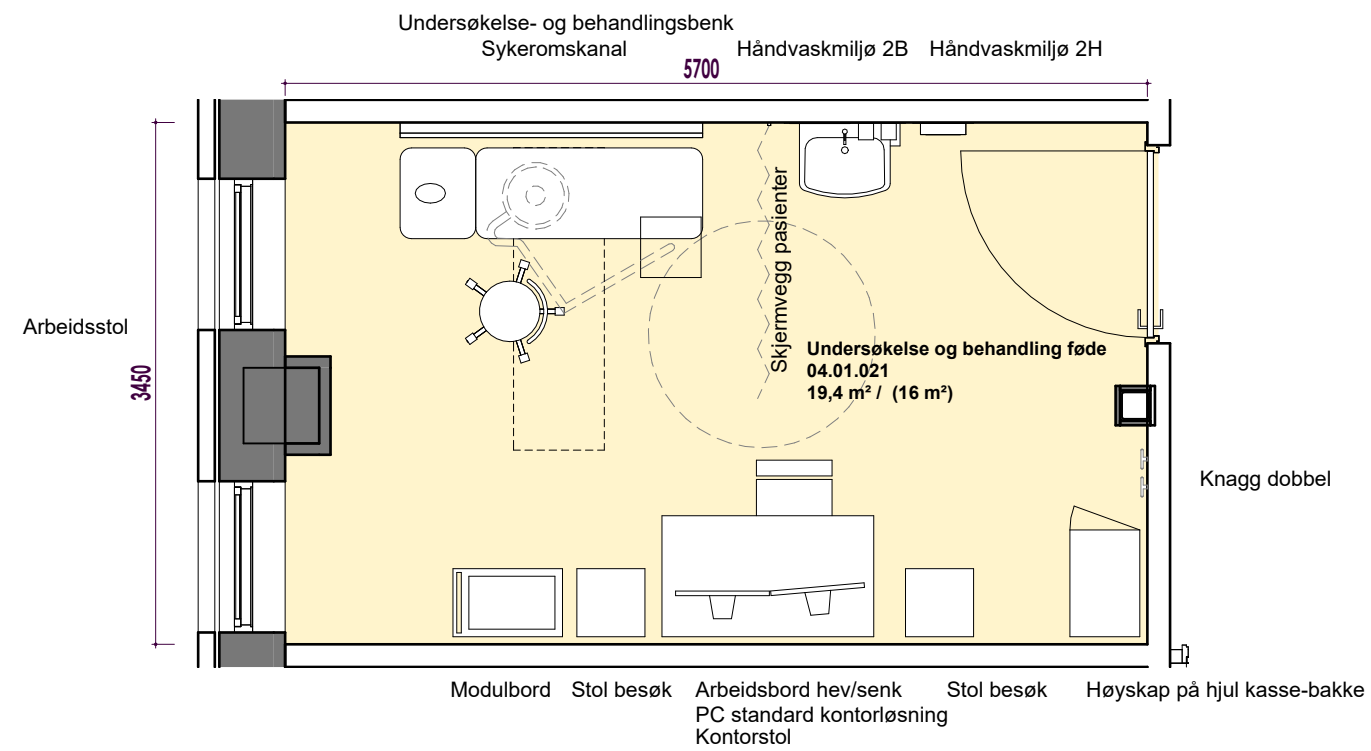 Undersøkelse- og behandlingsbenk
Sykeromskanal
Håndvaskmiljø 2B
Håndvaskmiljø 2H
5700
Skjermvegg pasienter
Arbeidsstol
3450
Undersøkelse og behandling føde
04.01.021
19,4 m² / (16 m²)
Knagg dobbel
Modulbord
Stol besøk
Arbeidsbord hev/senk
PC standard kontorløsning
Kontorstol
Stol besøk
Høyskap på hjul kasse-bakke